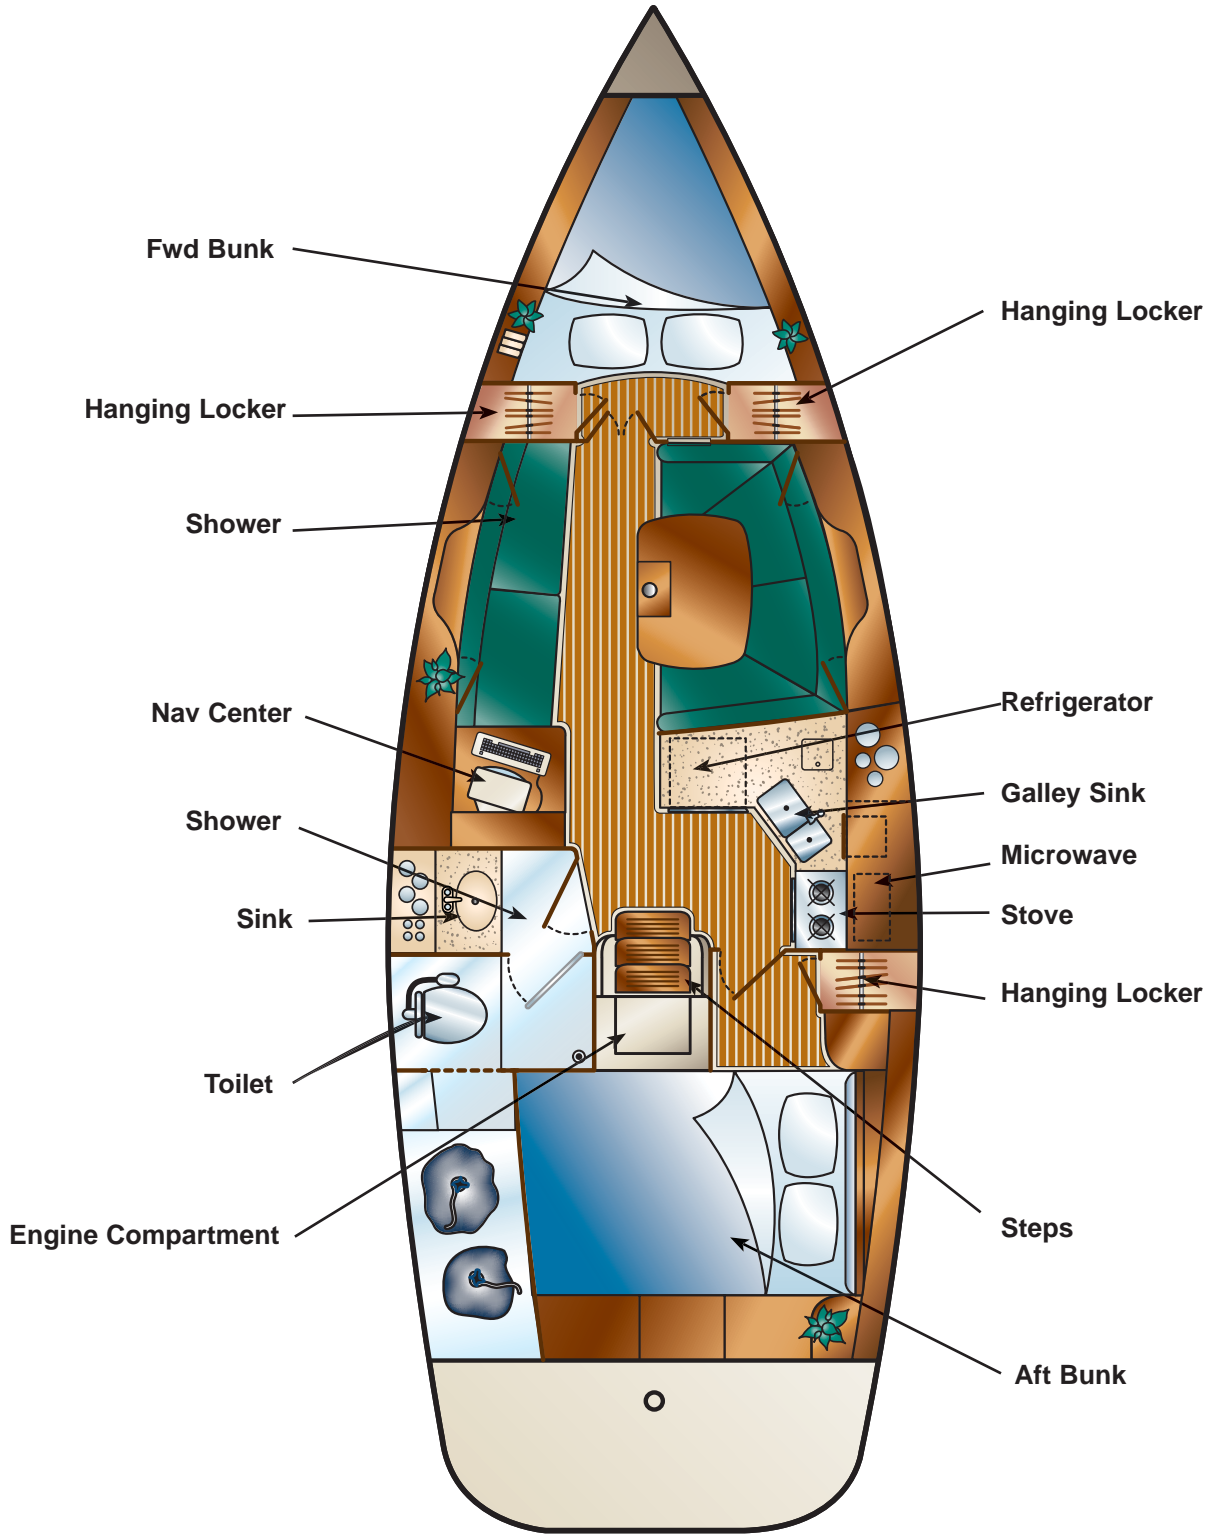 Fwd Bunk
Hanging Locker
Hanging Locker
Shower
Refrigerator
Nav Center
Galley Sink
Shower
Microwave
Sink
Stove
Hanging Locker
Toilet
Steps
Engine Compartment
Aft Bunk